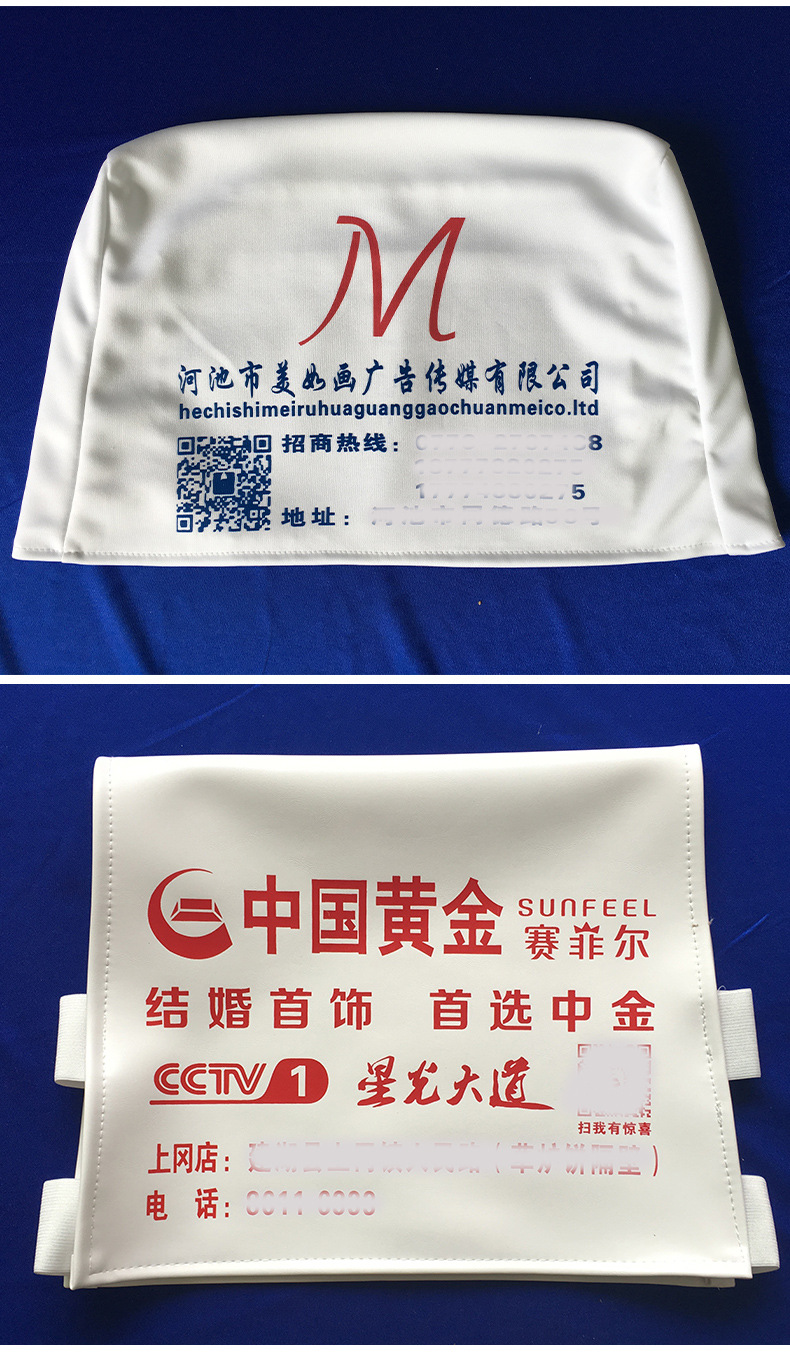 M
河池市美如画广告传媒有限公司
hechishimeiruhuaguanggaochuanmeico.ltd
招商热线：
地址：
中国黄金 SUNFEEL
赛菲尔
结婚首饰 首选中金
CCTV 1 星光大道
扫我有惊喜
上冈店：
电 话：